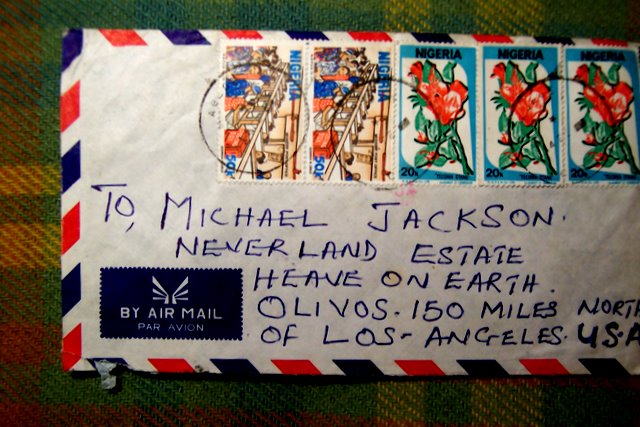 NIGERIA 50k
NIGERIA 50k
NIGERIA
20k
NIGERIA
20k
NIGERIA
20k
TO, MICHAEL JACKSON.
NEVERLAND ESTATE
HEAVE ON EARTH.
OLIVOS. 150 MILES NORTH
OF LOS-ANGELES. U.S.A
BY AIR MAIL
PAR AVION